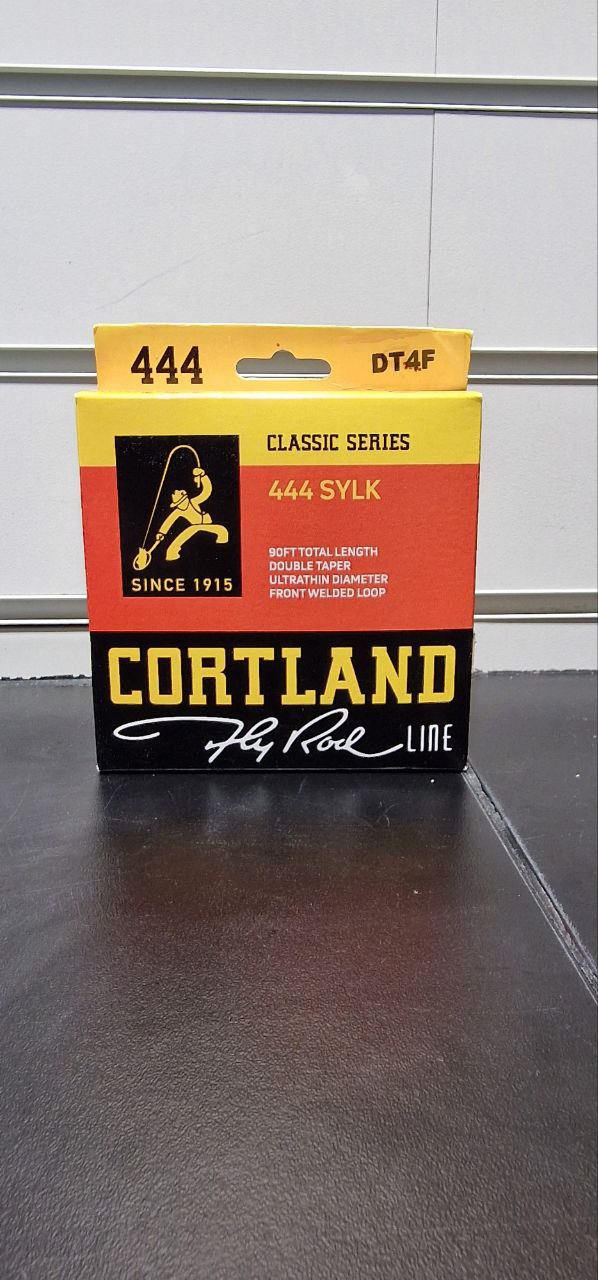 444 DT4F
CLASSIC SERIES
444 SYLK
90FT TOTAL LENGTH
DOUBLE TAPER
ULTRATHIN DIAMETER
FRONT WELDED LOOP
SINCE 1915
CORTLAND
Fly Rod LINE